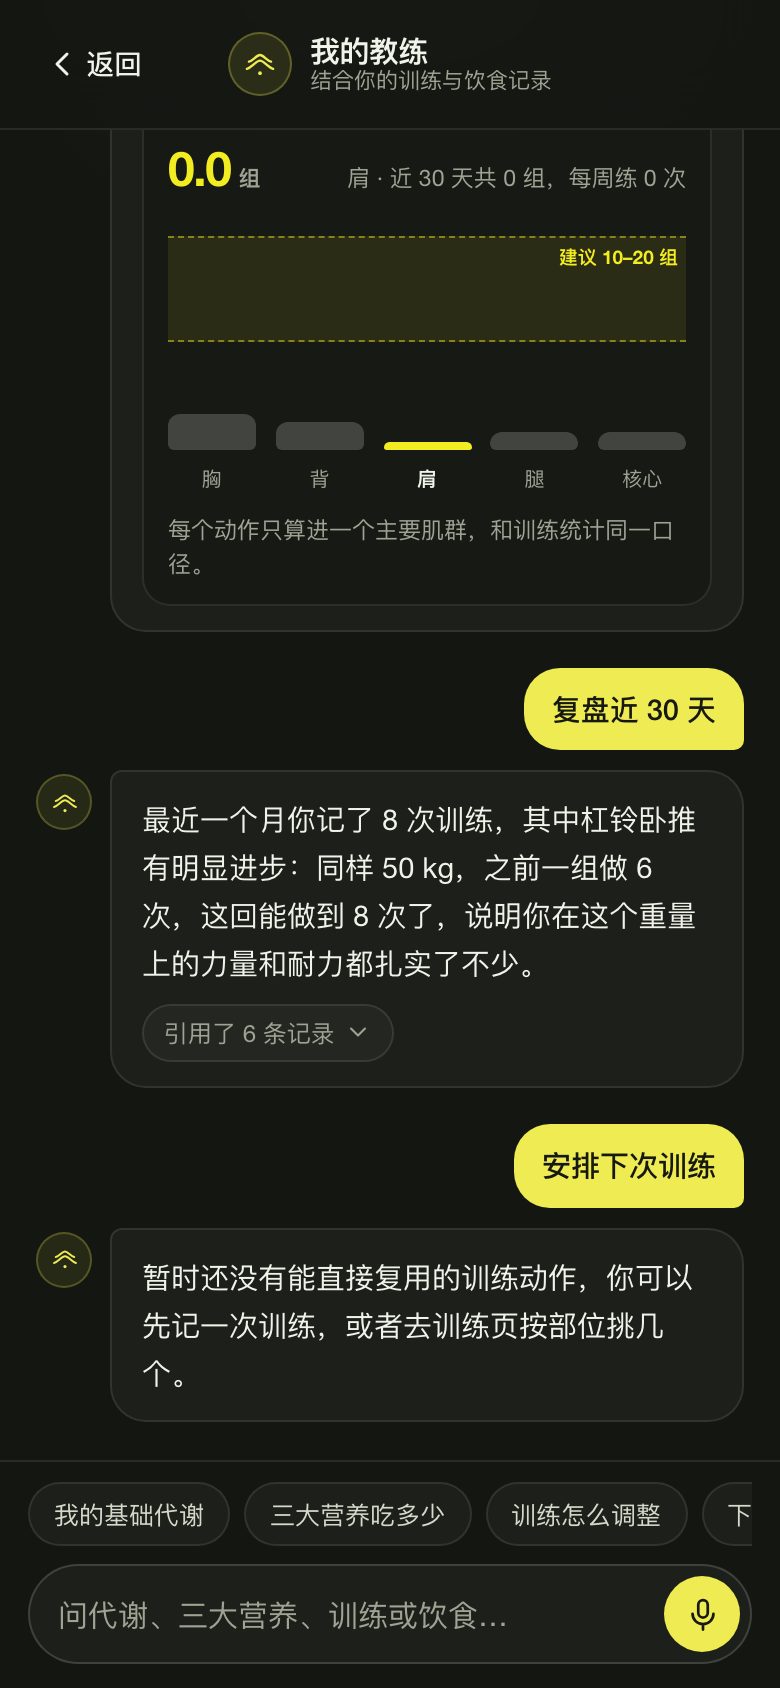 返回
我的教练
结合你的训练与饮食记录
0.0 组
肩 · 近 30 天共 0 组，每周练 0 次
建议 10–20 组
胸 背 肩 腿 核心
每个动作只算进一个主要肌群，和训练统计同一口
径。
复盘近 30 天
最近一个月你记了 8 次训练，其中杠铃卧推
有明显进步：同样 50 kg，之前一组做 6
次，这回能做到 8 次了，说明你在这个重量
上的力量和耐力都扎实了不少。
引用了 6 条记录
安排下次训练
暂时还没有能直接复用的训练动作，你可以
先记一次训练，或者去训练页按部位挑几
个。
我的基础代谢
三大营养吃多少
训练怎么调整
下
问代谢、三大营养、训练或饮食…